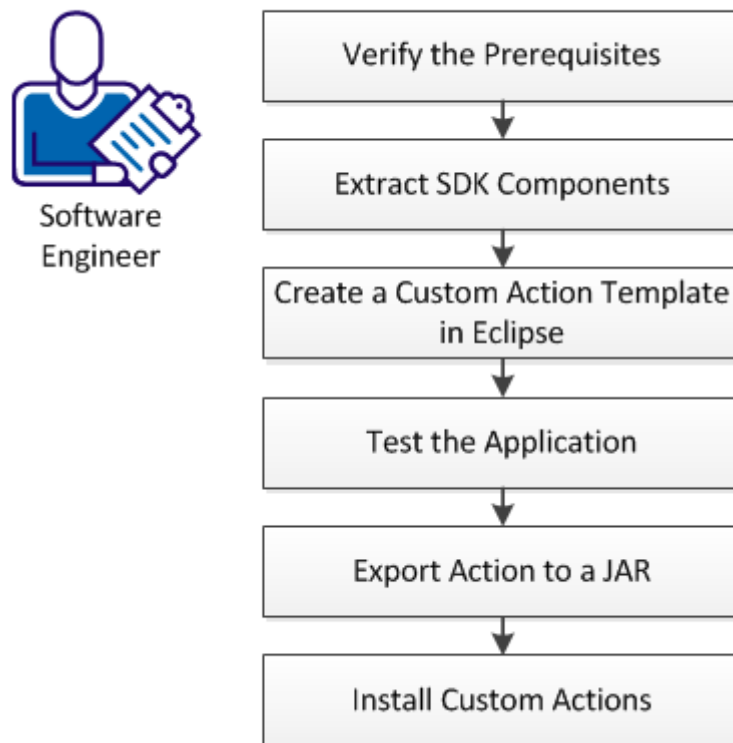 Software
Engineer
Verify the Prerequisites
Extract SDK Components
Create a Custom Action Template
in Eclipse
Test the Application
Export Action to a JAR
Install Custom Actions